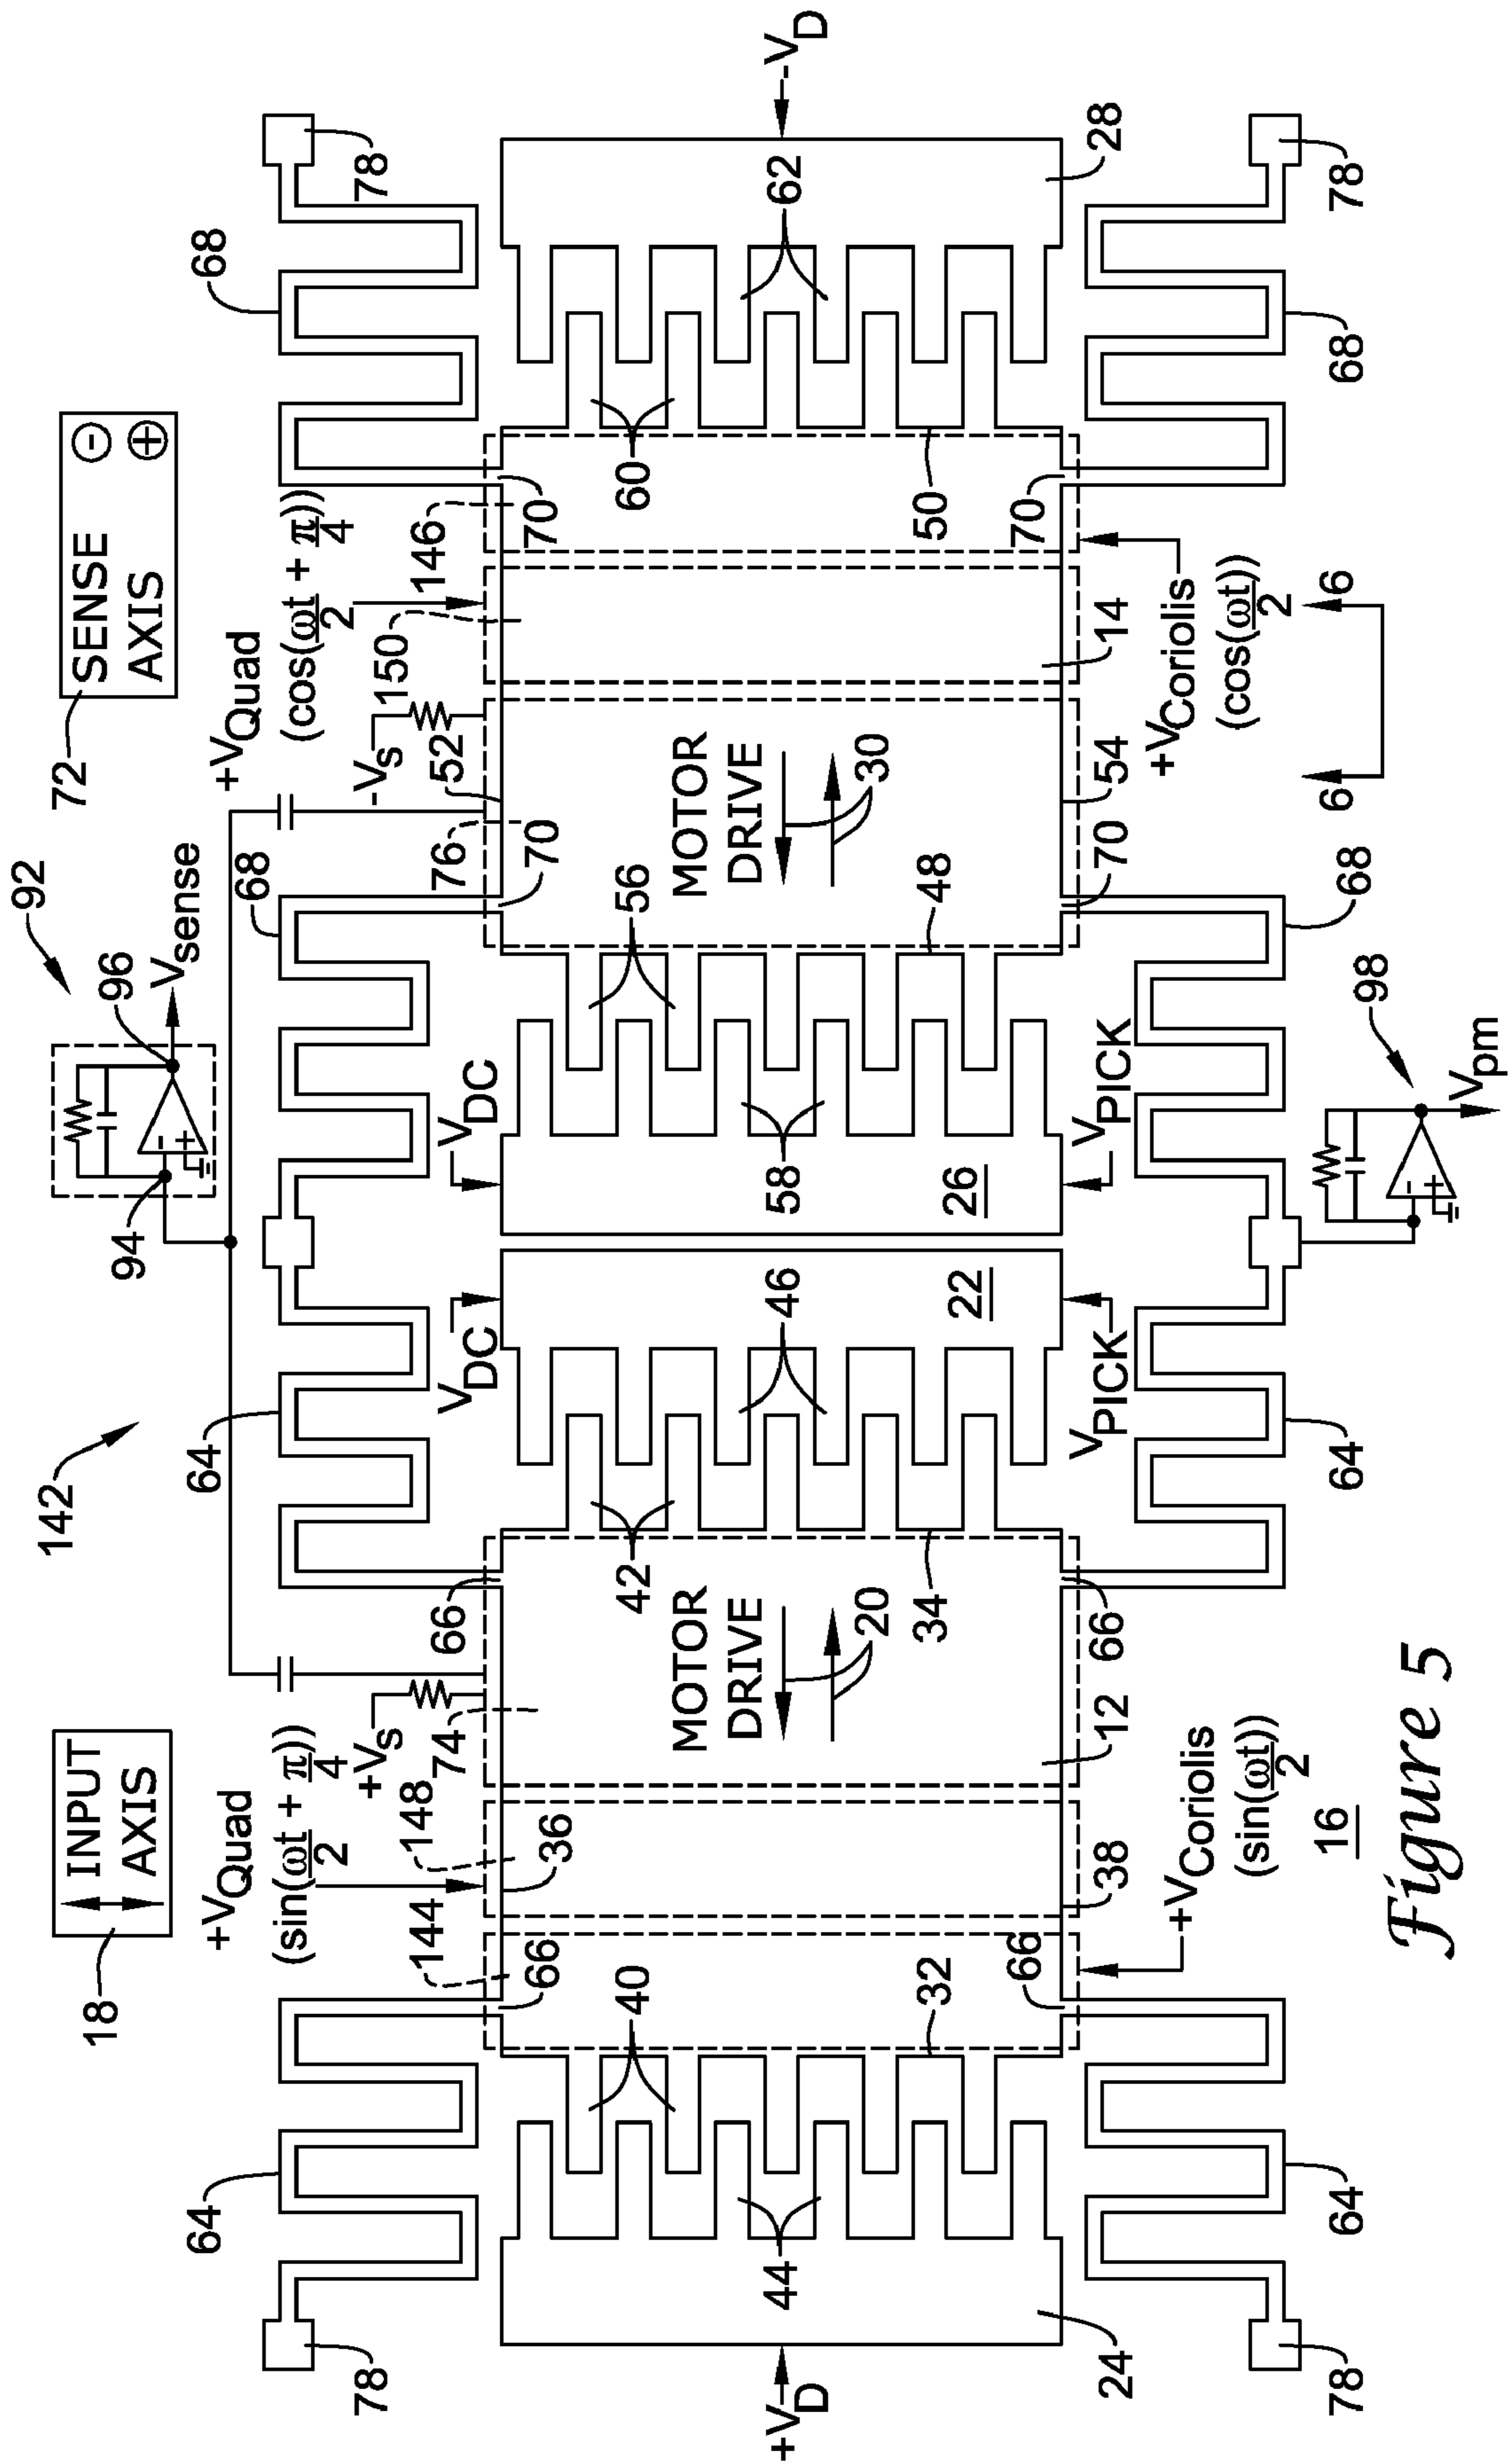 142
92
72
SENSE
AXIS
-
+
INPUT
AXIS
18
94
96
Vsense
-
+
64
64
68
68
78
78
+VQuad
(sin(ωt/2 + π/4))
+VQuad
(cos(ωt/2 + π/4))
144
148
36
+Vs
74
66
66
VDC
VDC
76
52
-Vs
150
146
70
70
40
42
56
60
MOTOR
DRIVE
20
MOTOR
DRIVE
30
+VD
-VD
44
46
58
62
24
32
34
22
26
48
50
28
66
38
12
66
VPICK
VPICK
70
54
14
70
64
64
68
68
78
78
+VCoriolis
(sin(ωt/2))
+VCoriolis
(cos(ωt/2))
16
6
6
-
+
98
Vpm
Figure 5